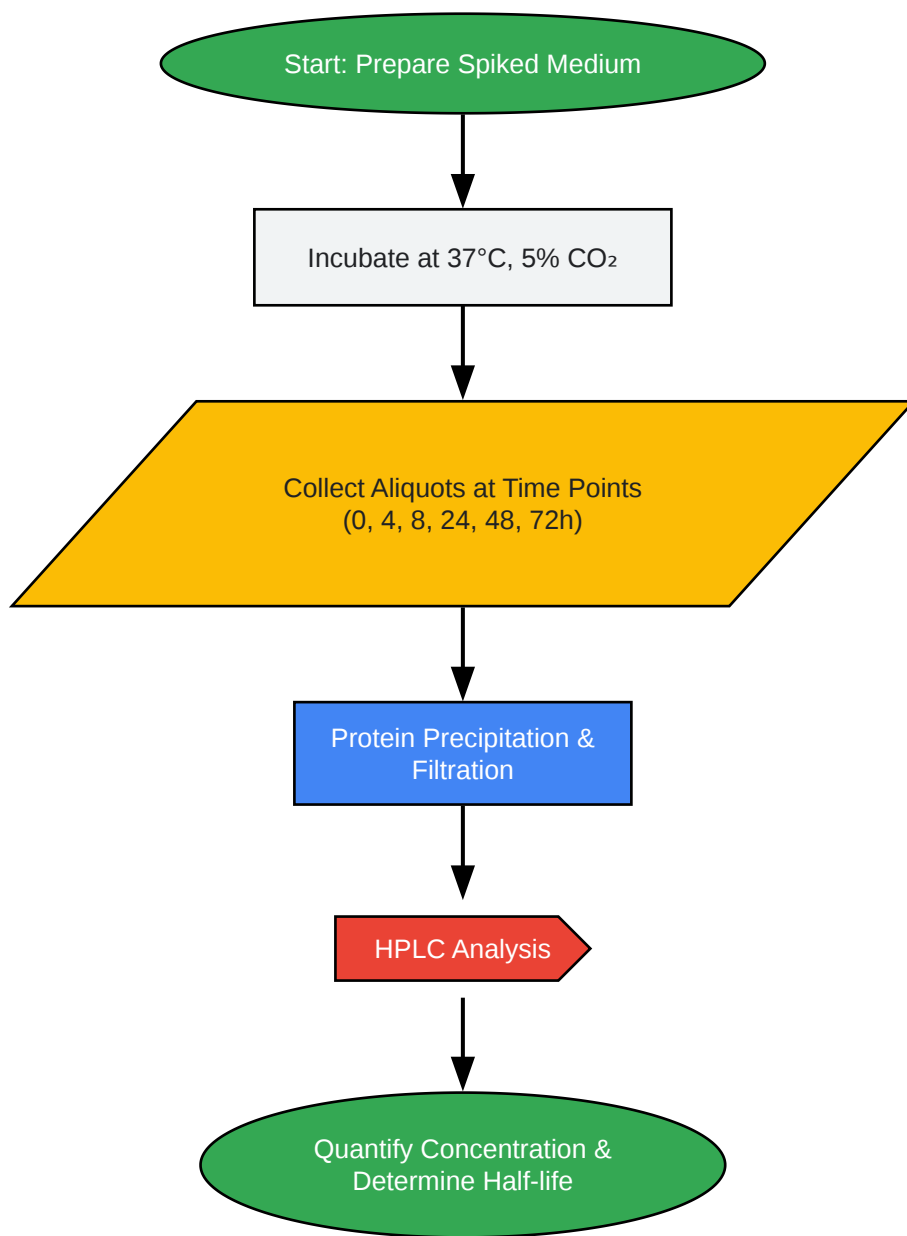 Start: Prepare Spiked Medium
Incubate at 37°C, 5% CO₂
Collect Aliquots at Time Points
(0, 4, 8, 24, 48, 72h)
Protein Precipitation &
Filtration
HPLC Analysis
Quantify Concentration &
Determine Half-life